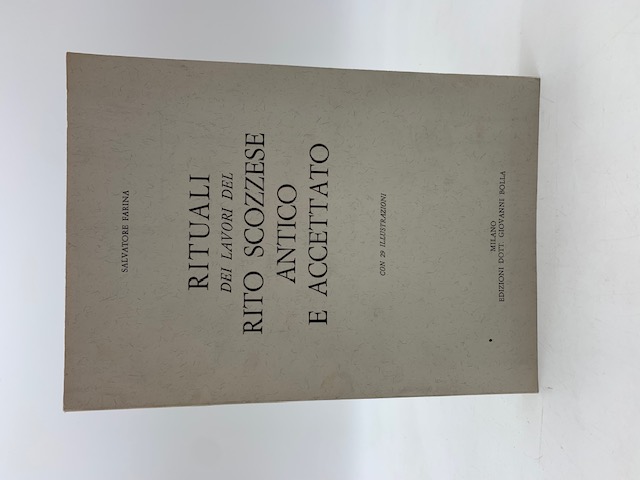 SALVATORE FARINA
RITUALI
DEI LAVORI DEL
RITO SCOZZESE
ANTICO
E ACCETTATO
CON 29 ILLUSTRAZIONI
MILANO
EDIZIONI DOTT GIOVANNI BOLLA